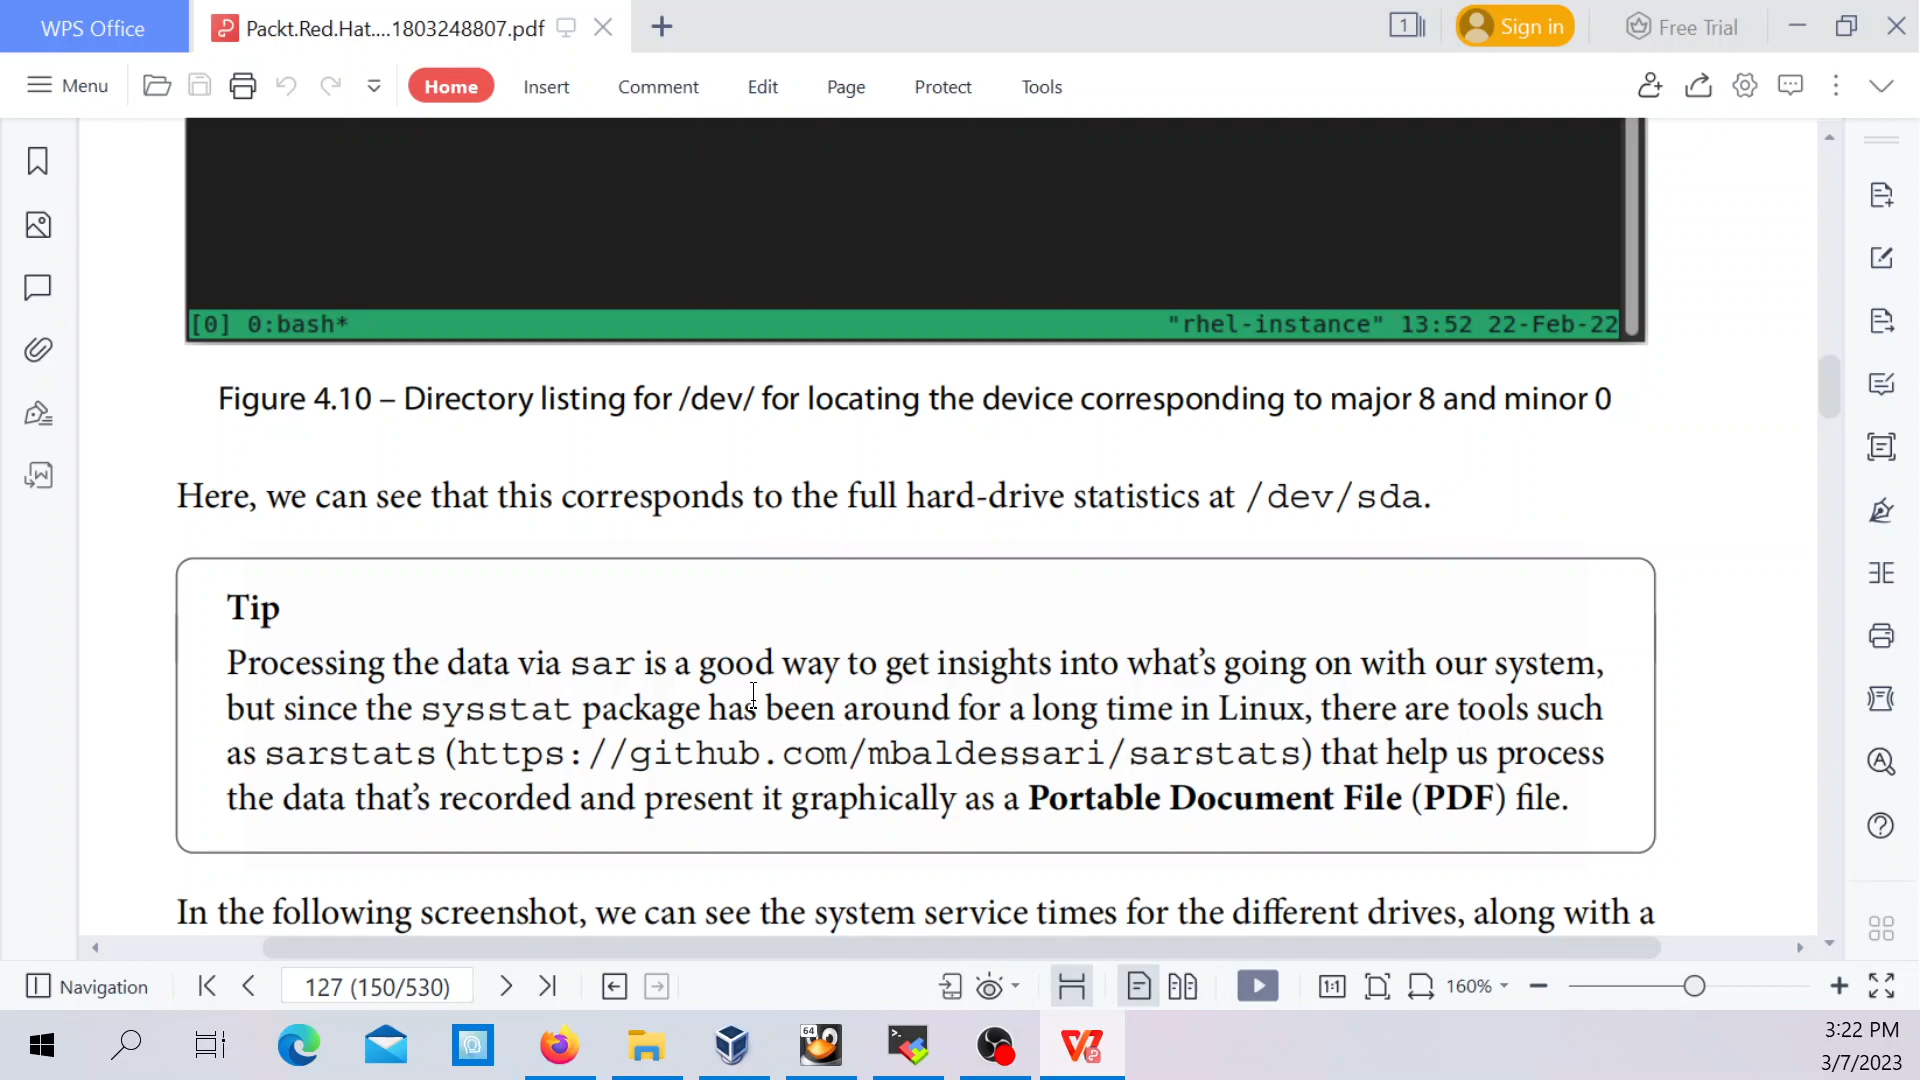 WPS Office
Packt.Red.Hat....1803248807.pdf
1
Sign in
Free Trial
Menu
Home
Insert
Comment
Edit
Page
Protect
Tools
[0] 0:bash*
"rhel-instance" 13:52 22-Feb-22
Figure 4.10 – Directory listing for /dev/ for locating the device corresponding to major 8 and minor 0
Here, we can see that this corresponds to the full hard-drive statistics at /dev/sda.
Tip
Processing the data via sar is a good way to get insights into what's going on with our system,
but since the sysstat package has been around for a long time in Linux, there are tools such
as sarstats (https://github.com/mbaldessari/sarstats) that help us process
the data that's recorded and present it graphically as a Portable Document File (PDF) file.
In the following screenshot, we can see the system service times for the different drives, along with a
Navigation
127 (150/530)
1:1
160%
64
3:22 PM
3/7/2023